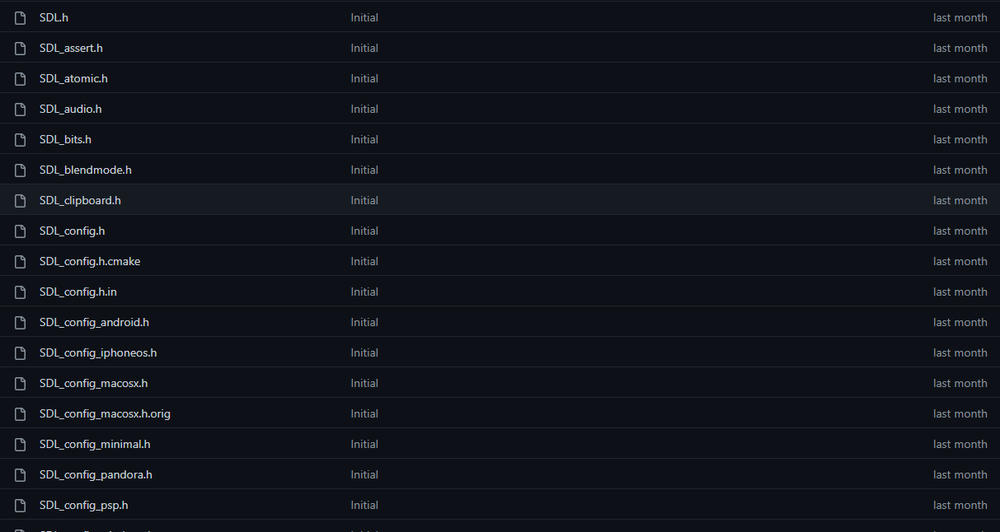 SDL.h Initial last month
SDL_assert.h Initial last month
SDL_atomic.h Initial last month
SDL_audio.h Initial last month
SDL_bits.h Initial last month
SDL_blendmode.h Initial last month
SDL_clipboard.h Initial last month
SDL_config.h Initial last month
SDL_config.h.cmake Initial last month
SDL_config.h.in Initial last month
SDL_config_android.h Initial last month
SDL_config_iphoneos.h Initial last month
SDL_config_macosx.h Initial last month
SDL_config_macosx.h.orig Initial last month
SDL_config_minimal.h Initial last month
SDL_config_pandora.h Initial last month
SDL_config_psp.h Initial last month